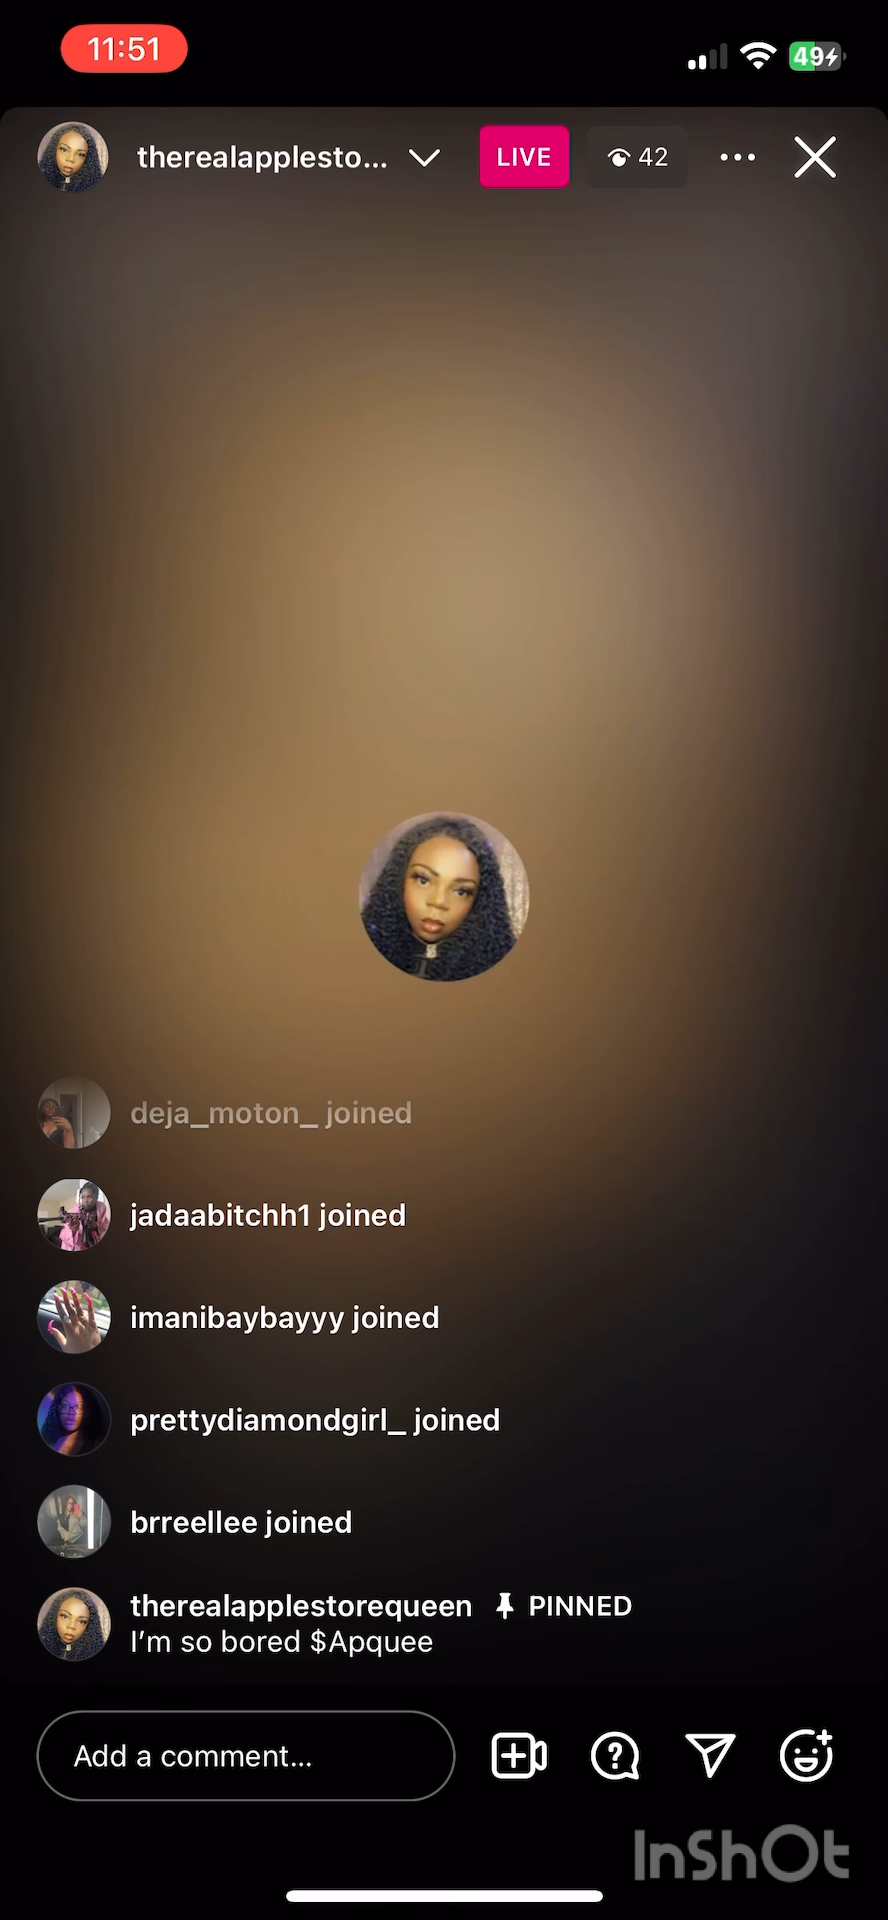 11:51
49
therealapplesto...
LIVE
42
deja_moton_ joined
jadaabitchh1 joined
imanibaybayyy joined
prettydiamondgirl_ joined
brreellee joined
therealapplestorequeen PINNED
I’m so bored $Apquee
Add a comment...
InShOt